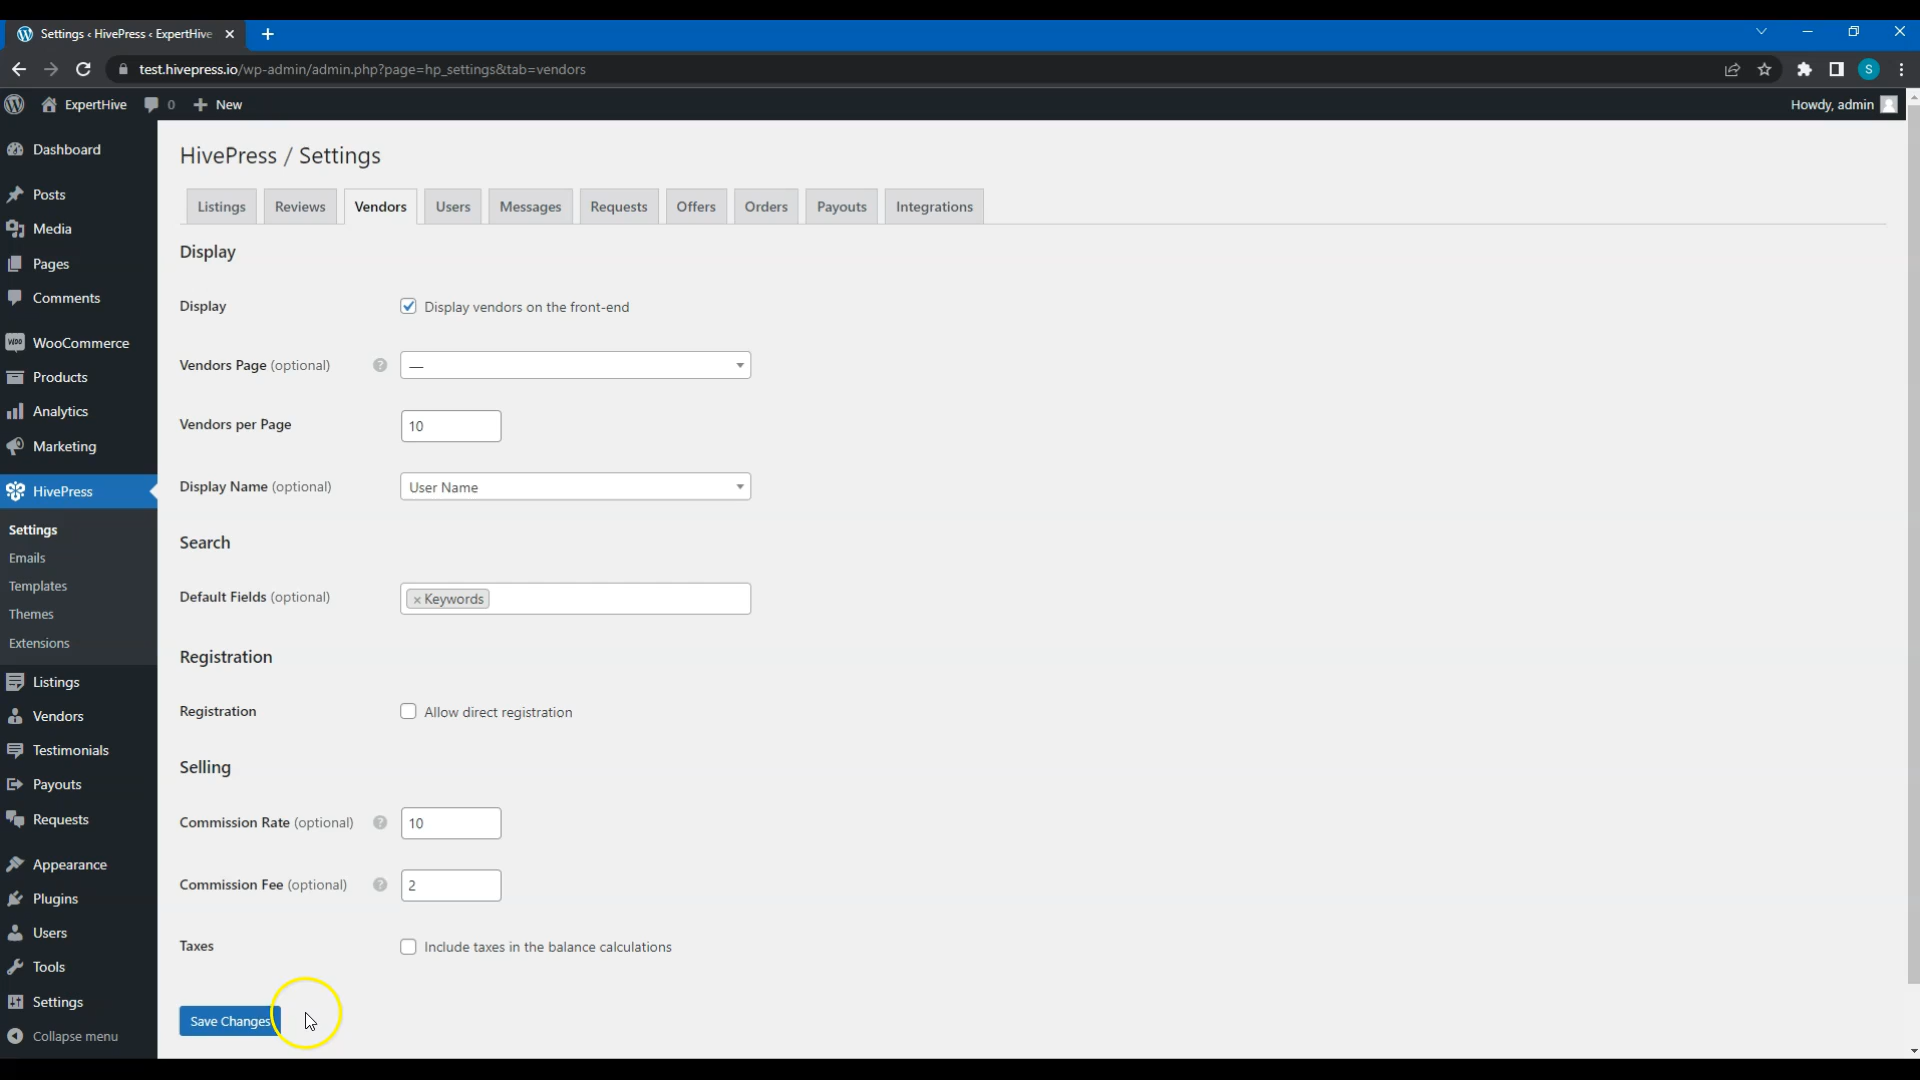 Settings ‹ HivePress ‹ ExpertHive
test.hivepress.io/wp-admin/admin.php?page=hp_settings&tab=vendors
S
ExpertHive
0
New
Howdy, admin
Dashboard
Posts
Media
Pages
Comments
WooCommerce
Products
Analytics
Marketing
HivePress
Settings
Emails
Templates
Themes
Extensions
Listings
Vendors
Testimonials
Payouts
Requests
Appearance
Plugins
Users
Tools
Settings
Collapse menu
HivePress / Settings
Listings
Reviews
Vendors
Users
Messages
Requests
Offers
Orders
Payouts
Integrations
Display
Display
Display vendors on the front-end
Vendors Page (optional)
?
—
Vendors per Page
10
Display Name (optional)
User Name
Search
Default Fields (optional)
× Keywords
Registration
Registration
Allow direct registration
Selling
Commission Rate (optional)
?
10
Commission Fee (optional)
?
2
Taxes
Include taxes in the balance calculations
Save Changes